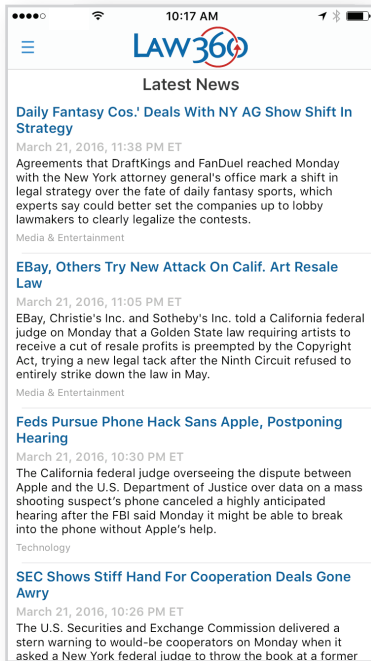 10:17 AM
LAW360
Latest News
Daily Fantasy Cos.' Deals With NY AG Show Shift In
Strategy
March 21, 2016, 11:38 PM ET
Agreements that DraftKings and FanDuel reached Monday
with the New York attorney general's office mark a shift in
legal strategy over the fate of daily fantasy sports, which
experts say could better set the companies up to lobby
lawmakers to clearly legalize the contests.
Media & Entertainment
EBay, Others Try New Attack On Calif. Art Resale
Law
March 21, 2016, 11:05 PM ET
EBay, Christie's Inc. and Sotheby's Inc. told a California federal
judge on Monday that a Golden State law requiring artists to
receive a cut of resale profits is preempted by the Copyright
Act, trying a new legal tack after the Ninth Circuit refused to
entirely strike down the law in May.
Media & Entertainment
Feds Pursue Phone Hack Sans Apple, Postponing
Hearing
March 21, 2016, 10:30 PM ET
The California federal judge overseeing the dispute between
Apple and the U.S. Department of Justice over data on a mass
shooting suspect's phone canceled a highly anticipated
hearing after the FBI said Monday it might be able to break
into the phone without Apple's help.
Technology
SEC Shows Stiff Hand For Cooperation Deals Gone
Awry
March 21, 2016, 10:26 PM ET
The U.S. Securities and Exchange Commission delivered a
stern warning to would-be cooperators on Monday when it
asked a New York federal judge to throw the book at a former